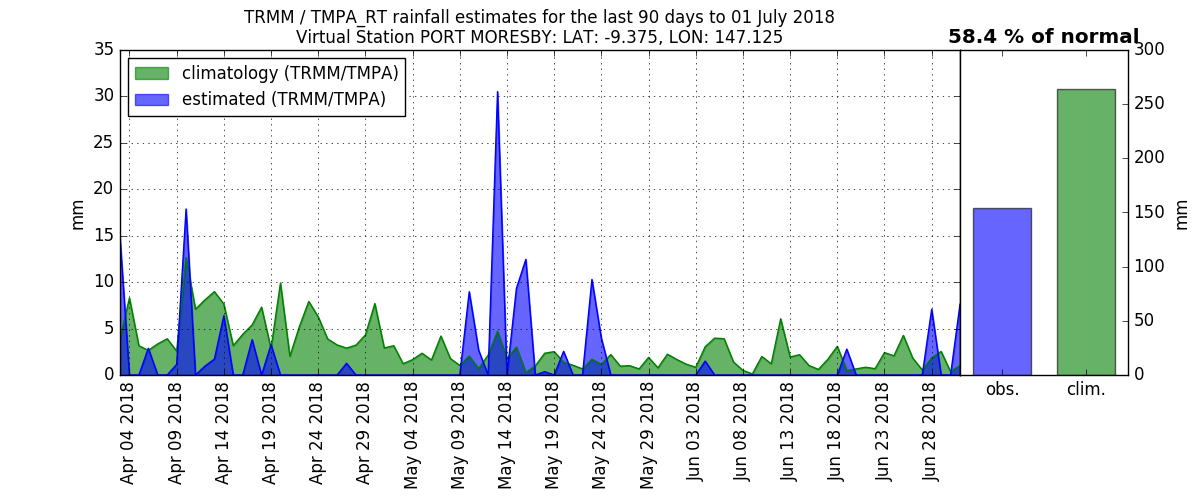 TRMM / TMPA_RT rainfall estimates for the last 90 days to 01 July 2018
Virtual Station PORT MORESBY: LAT: -9.375, LON: 147.125
58.4 % of normal
climatology (TRMM/TMPA)
estimated (TRMM/TMPA)
mm
35
30
25
20
15
10
5
0
Apr 04 2018
Apr 09 2018
Apr 14 2018
Apr 19 2018
Apr 24 2018
Apr 29 2018
May 04 2018
May 09 2018
May 14 2018
May 19 2018
May 24 2018
May 29 2018
Jun 03 2018
Jun 08 2018
Jun 13 2018
Jun 18 2018
Jun 23 2018
Jun 28 2018
obs.
clim.
300
250
200
150
100
50
0
mm